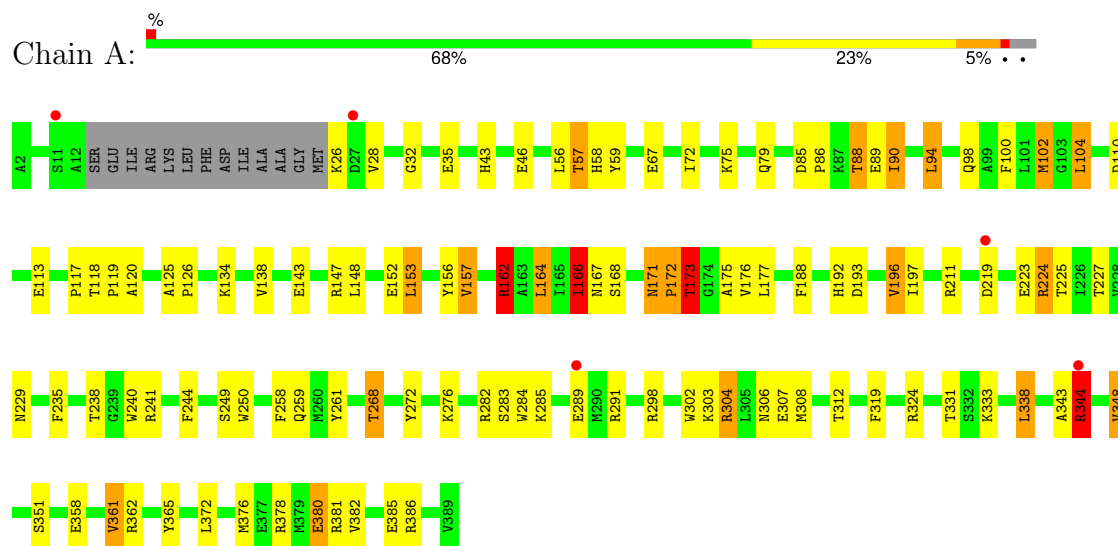 %
Chain A:
68% 23% 5% • •
A2 S11 A12 SER GLU ILE ARG LYS LEU PHE ASP ILE ALA ALA GLY MET K26 D27 V28 G32 E35 H43 E46 L56 T57 H58 Y59 E67 I72 K75 Q79 D85 P86 K87 T88 E89 I90 L94 Q98 A99 F100 L101 M102 G103 L104 D110
E113 P117 T118 P119 A120 A125 P126 K134 V138 E143 R147 L148 E152 L153 Y156 V157 R162 A163 L164 I165 I166 N167 S168 N171 P172 T173 G174 A175 V176 L177 F188 H192 D193 V196 I197 R211 D219 E223 R224 T225 I226 T227 V228
N229 F235 T238 G239 W240 R241 F244 S249 W250 F258 Q259 M260 Y261 T268 Y272 K276 R282 S283 W284 K285 E289 M290 R291 R298 W302 K303 R304 L305 N306 E307 M308 T312 F319 R324 T331 S332 K333 L338 A343 R344 V348
S351 E358 V361 R362 Y365 L372 M376 E377 R378 M379 E380 R381 V382 E385 R386 V389